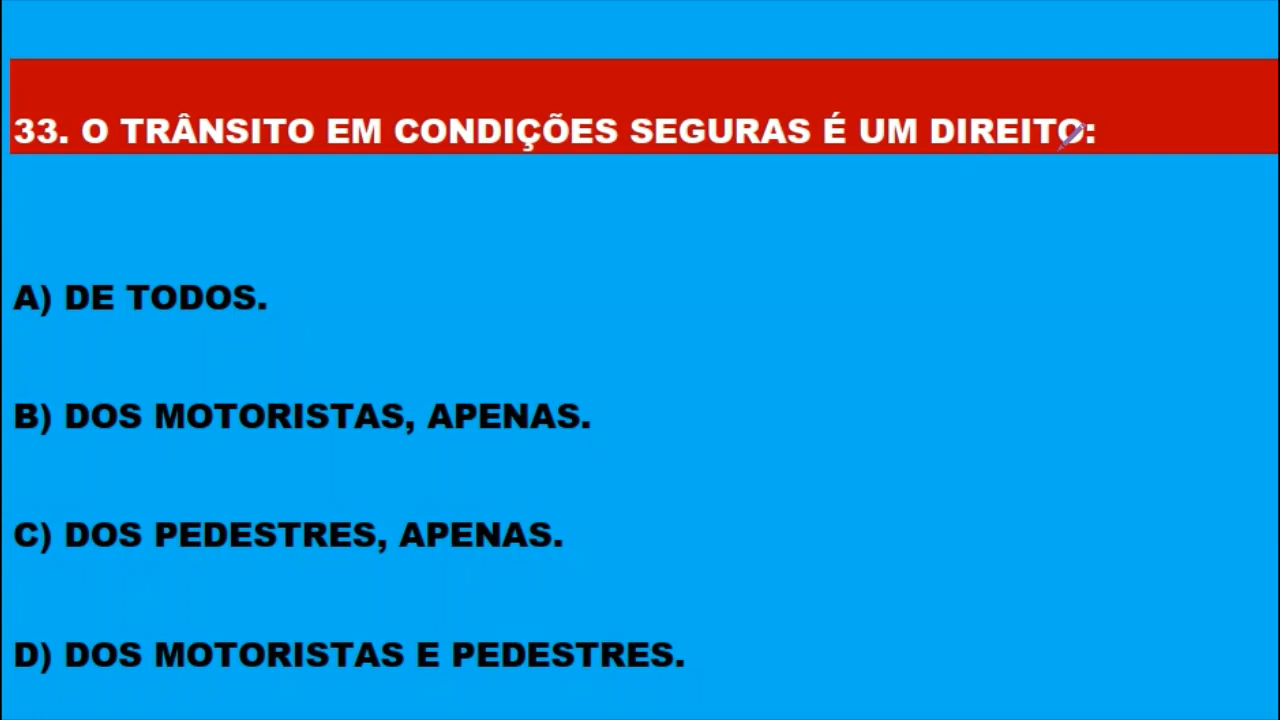 33. O TRÂNSITO EM CONDIÇÕES SEGURAS É UM DIREITO:
A) DE TODOS.
B) DOS MOTORISTAS, APENAS.
C) DOS PEDESTRES, APENAS.
D) DOS MOTORISTAS E PEDESTRES.